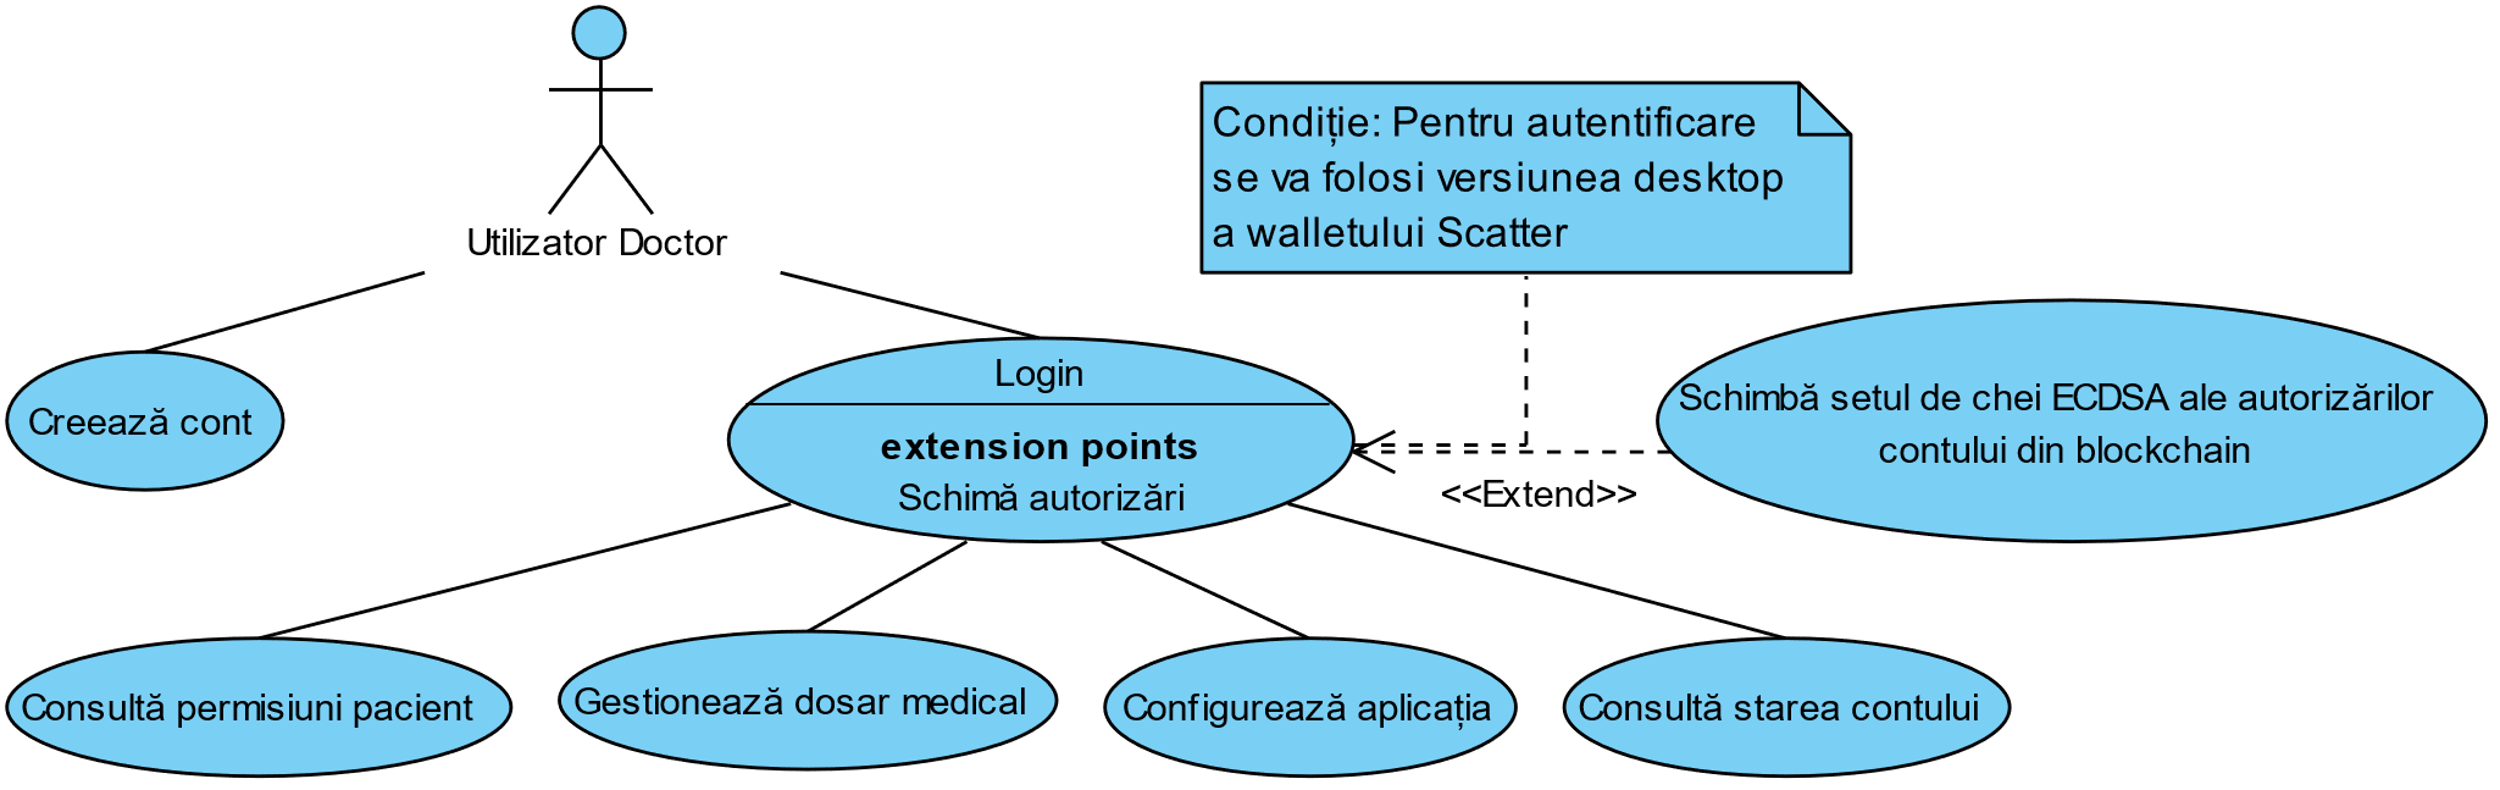 Utilizator Doctor
Condiție: Pentru autentificare
se va folosi versiunea desktop
a walletului Scatter
Creează cont
Login
extension points
Schimă autorizări
<<Extend>>
Schimbă setul de chei ECDSA ale autorizărilor
contului din blockchain
Consultă permisiuni pacient
Gestionează dosar medical
Configurează aplicația
Consultă starea contului